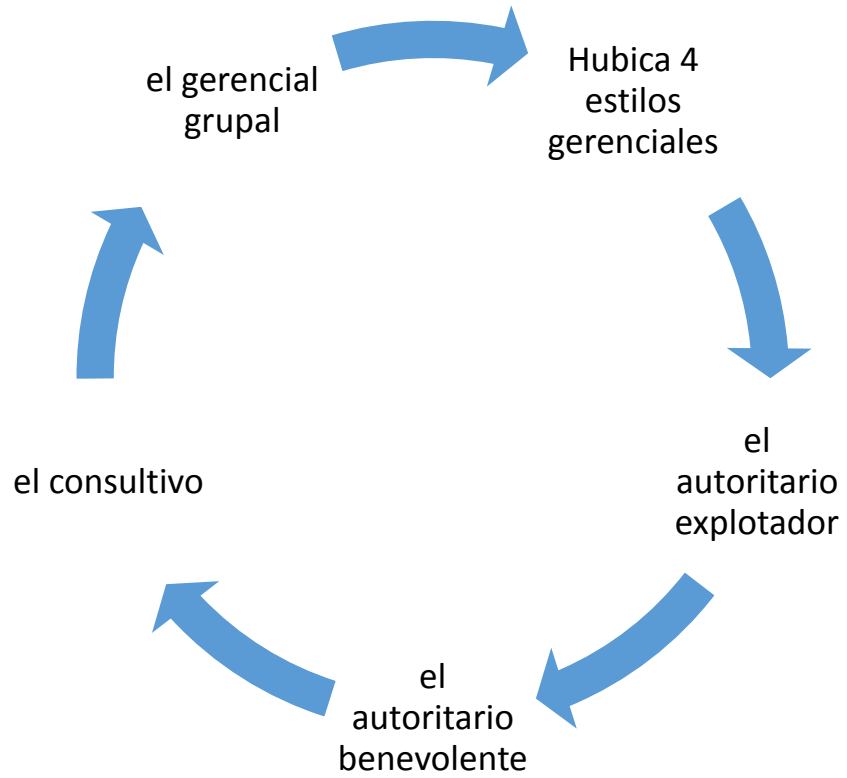 Hubica 4
estilos
gerenciales
el
autoritario
explotador
el
autoritario
benevolente
el consultivo
el gerencial
grupal